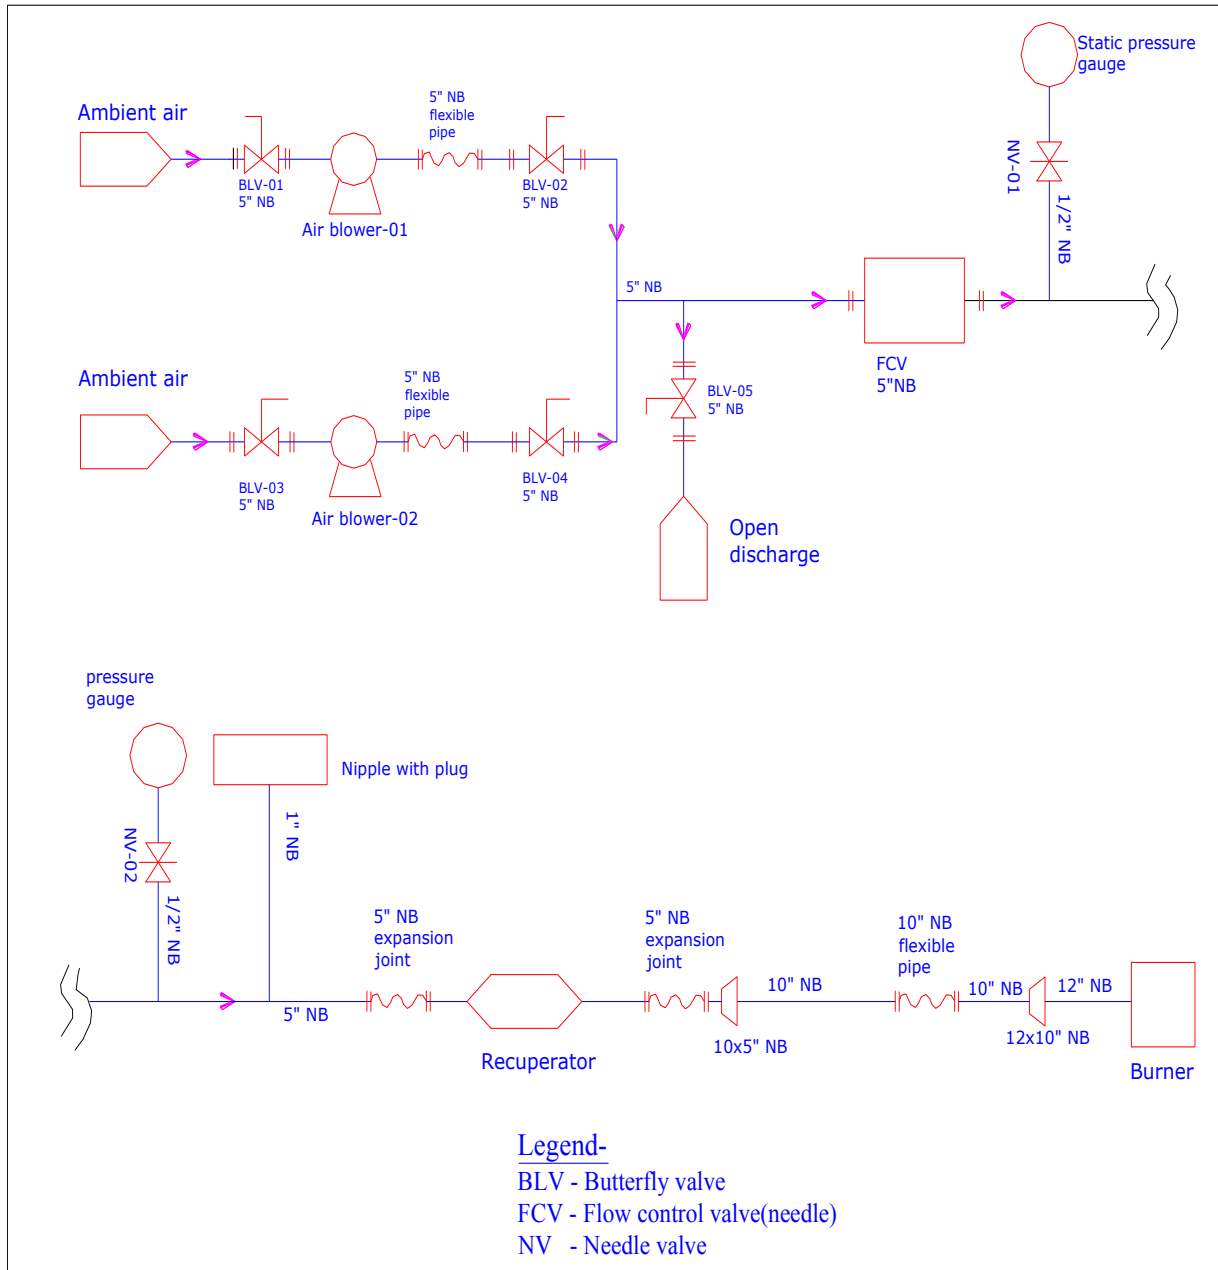 Static pressure
gauge
5" NB
flexible
pipe
Ambient air
NV-01
BLV-01
5" NB
BLV-02
5" NB
Air blower-01
1/2" NB
5" NB
Ambient air
5" NB
flexible
pipe
FCV
5"NB
BLV-05
5" NB
BLV-03
5" NB
BLV-04
5" NB
Air blower-02
Open
discharge
pressure
gauge
Nipple with plug
NV-02
1" NB
1/2" NB
5" NB
expansion
joint
5" NB
expansion
joint
10" NB
flexible
pipe
5" NB
10" NB
10" NB
12" NB
Recuperator
10x5" NB
12x10" NB
Burner
Legend-
BLV - Butterfly valve
FCV - Flow control valve(needle)
NV - Needle valve